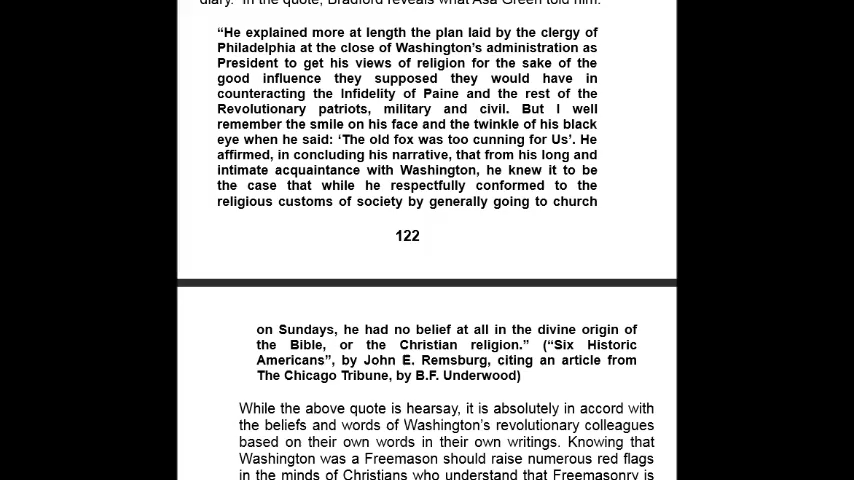 diary. In the quote, Bradford reveals what Asa Green told him.
“He explained more at length the plan laid by the clergy of
Philadelphia at the close of Washington’s administration as
President to get his views of religion for the sake of the
good influence they supposed they would have in
counteracting the Infidelity of Paine and the rest of the
Revolutionary patriots, military and civil. But I well
remember the smile on his face and the twinkle of his black
eye when he said: ‘The old fox was too cunning for Us’. He
affirmed, in concluding his narrative, that from his long and
intimate acquaintance with Washington, he knew it to be
the case that while he respectfully conformed to the
religious customs of society by generally going to church
122
on Sundays, he had no belief at all in the divine origin of
the Bible, or the Christian religion.” (“Six Historic
Americans”, by John E. Remsburg, citing an article from
The Chicago Tribune, by B.F. Underwood)
While the above quote is hearsay, it is absolutely in accord with
the beliefs and words of Washington’s revolutionary colleagues
based on their own words in their own writings. Knowing that
Washington was a Freemason should raise numerous red flags
in the minds of Christians who understand that Freemasonry is